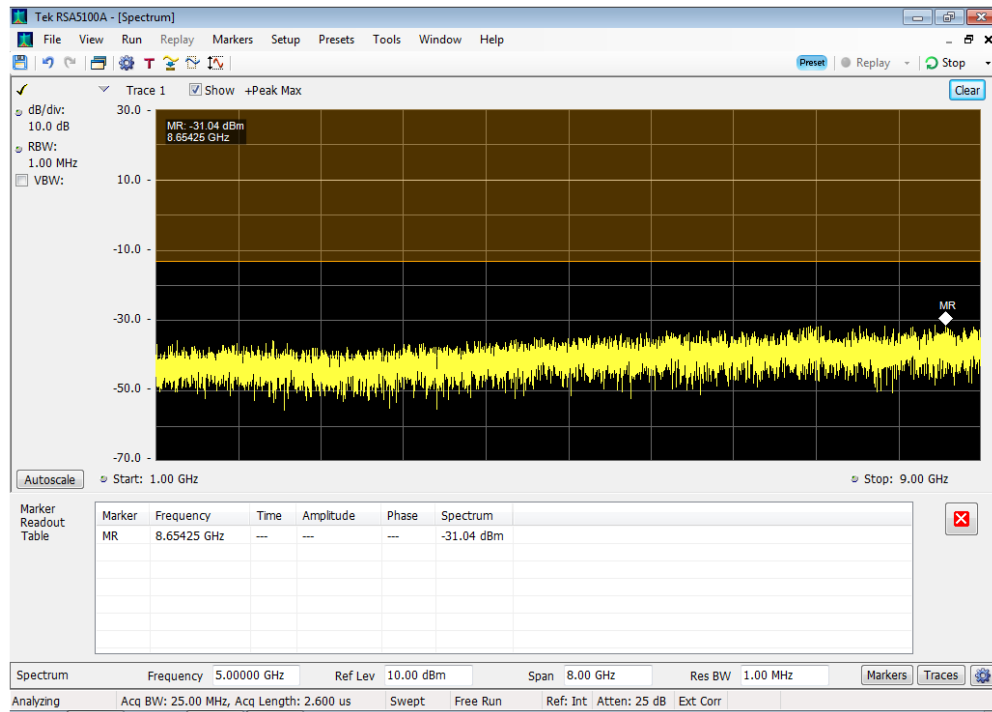 Tek RSA5100A - [Spectrum]
File View Run Replay Markers Setup Presets Tools Window Help
T Preset Replay Stop
Trace 1 Show +Peak Max Clear
dB/div:
10.0 dB
RBW:
1.00 MHz
VBW:
30.0
10.0
-10.0
-30.0
-50.0
-70.0
MR: -31.04 dBm
8.65425 GHz
MR
Autoscale Start: 1.00 GHz Stop: 9.00 GHz
Marker
Readout
Table
Marker Frequency Time Amplitude Phase Spectrum
MR 8.65425 GHz --- --- --- -31.04 dBm
Spectrum Frequency 5.00000 GHz Ref Lev 10.00 dBm Span 8.00 GHz Res BW 1.00 MHz Markers Traces
Analyzing Acq BW: 25.00 MHz, Acq Length: 2.600 us Swept Free Run Ref: Int Atten: 25 dB Ext Corr